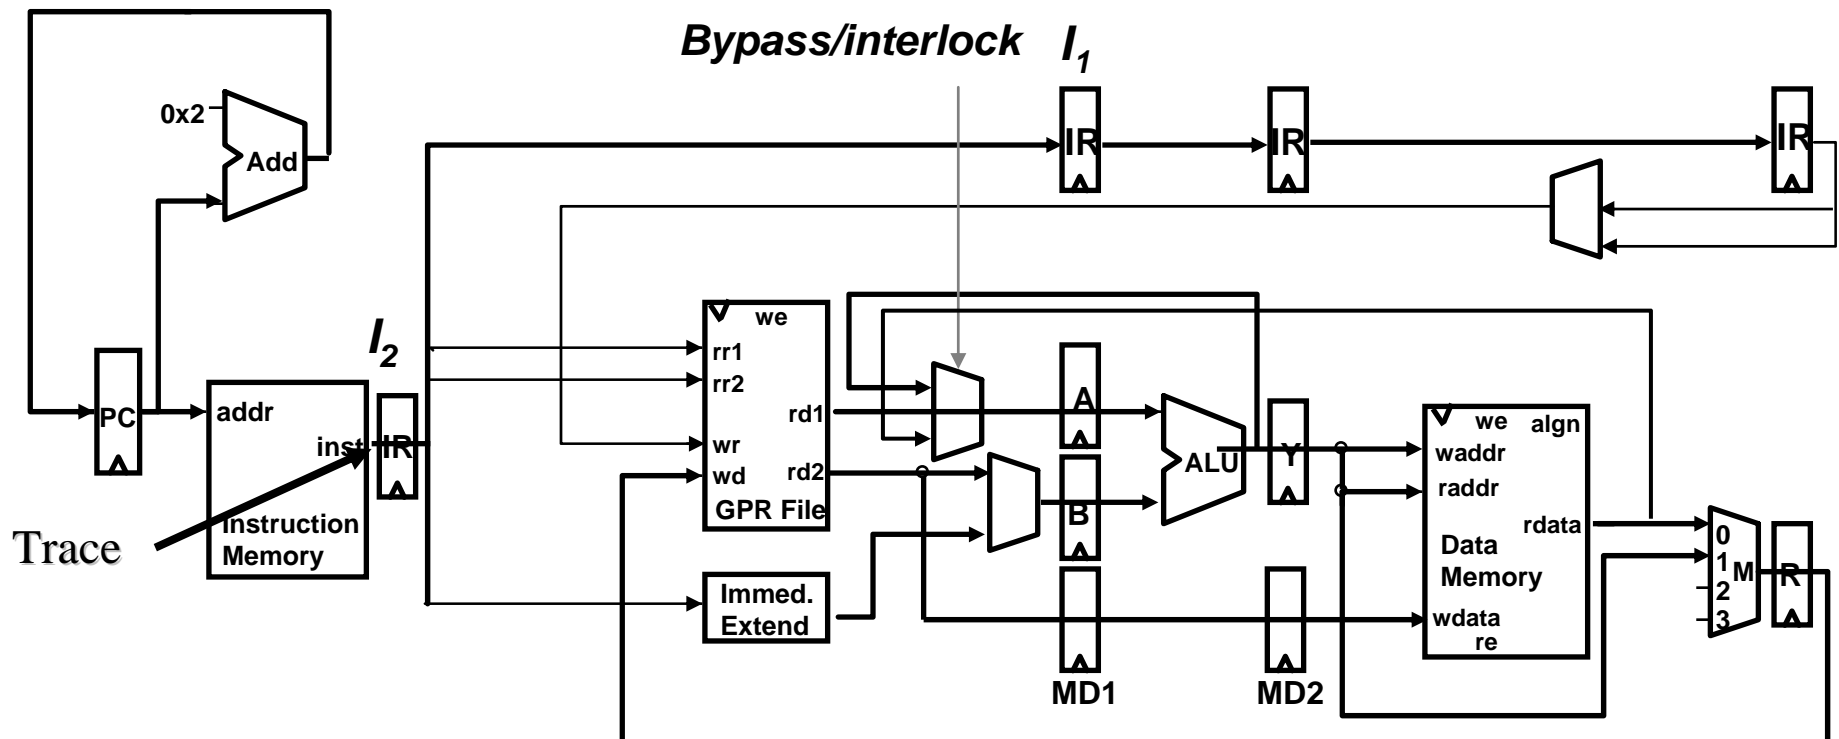 Bypass/interlock
I1
0x2
Add
IR
IR
IR
I2
PC
addr
inst
IR
Instruction
Memory
Trace
we
rr1
rr2
rd1
wr
wd
rd2
GPR File
Immed.
Extend
A
B
MD1
ALU
Y
MD2
we
algn
waddr
raddr
rdata
Data
Memory
wdata
re
0
1
2
3
M
R